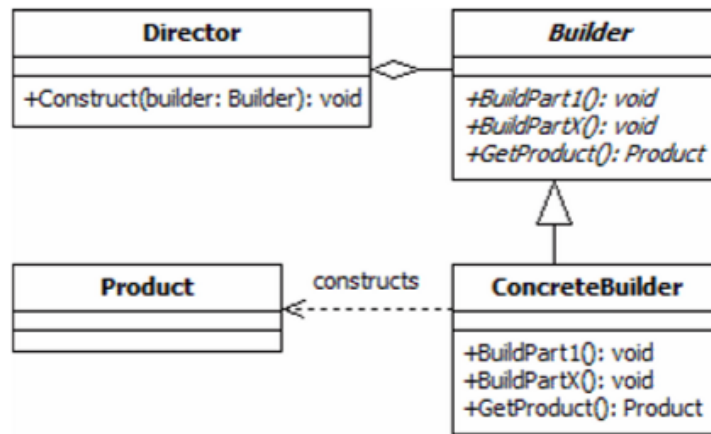 Director
+Construct(builder: Builder): void
Builder
+BuildPart1(): void
+BuildPartX(): void
+GetProduct(): Product
Product
constructs
ConcreteBuilder
+BuildPart1(): void
+BuildPartX(): void
+GetProduct(): Product